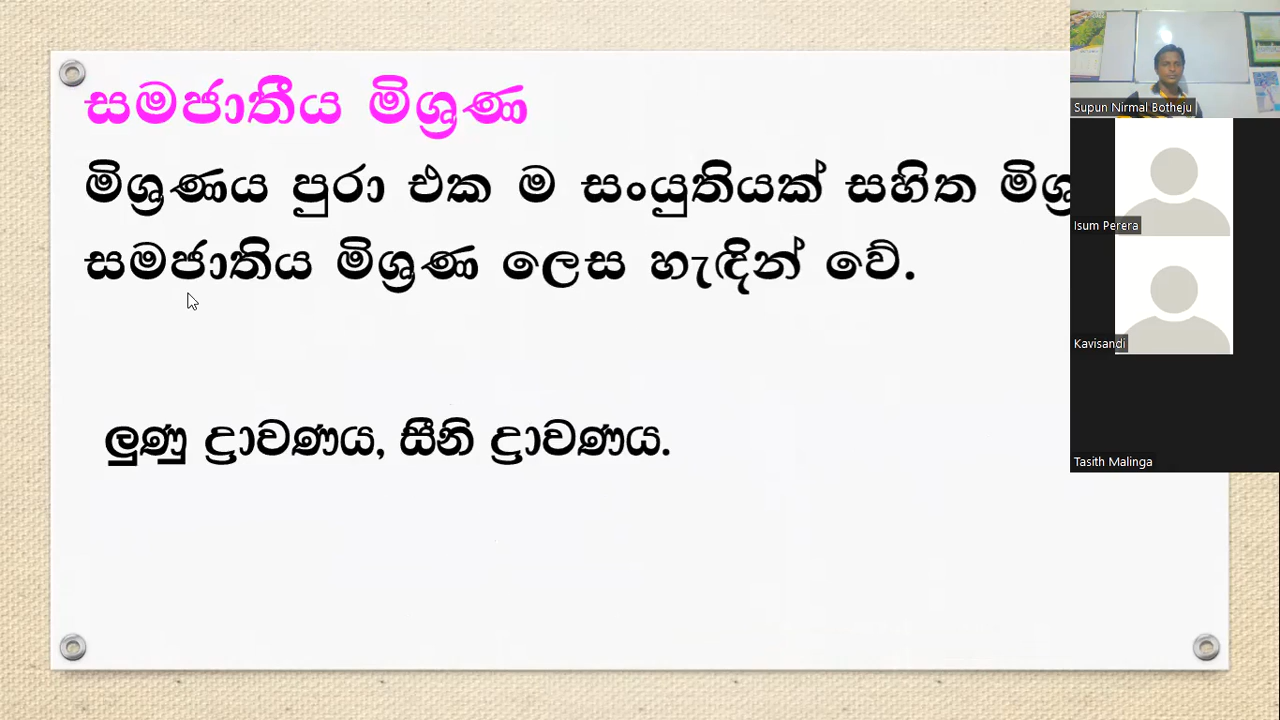 සමජාතීය මිශ්‍රණ
මිශ්‍රණය පුරා එක ම සංයුතියක් සහිත
සමජාතිය මිශ්‍රණ ලෙස හැඳින් වේ.
ලුණු ද්‍රාවණය, සීනි ද්‍රාවණය.
Supun Nirmal Botheju
Isum Perera
Kavisandi
Tasith Malinga